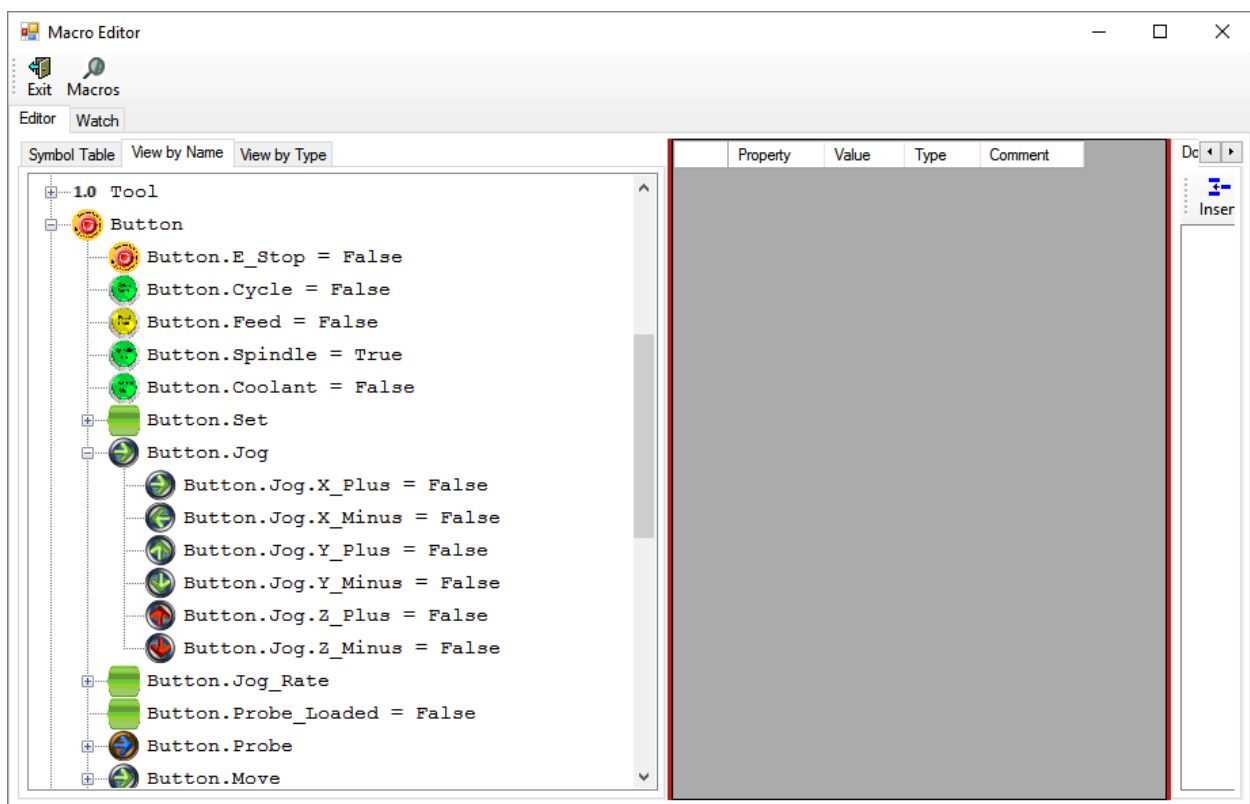 Macro Editor
Exit Macros
Editor Watch
Symbol Table View by Name View by Type
Property Value Type Comment
1.0 Tool
Inser
Button
Button.E_Stop = False
Button.Cycle = False
Button.Feed = False
Button.Spindle = True
Button.Coolant = False
Button.Set
Button.Jog
Button.Jog.X_Plus = False
Button.Jog.X_Minus = False
Button.Jog.Y_Plus = False
Button.Jog.Y_Minus = False
Button.Jog.Z_Plus = False
Button.Jog.Z_Minus = False
Button.Jog_Rate
Button.Probe_Loaded = False
Button.Probe
Button.Move